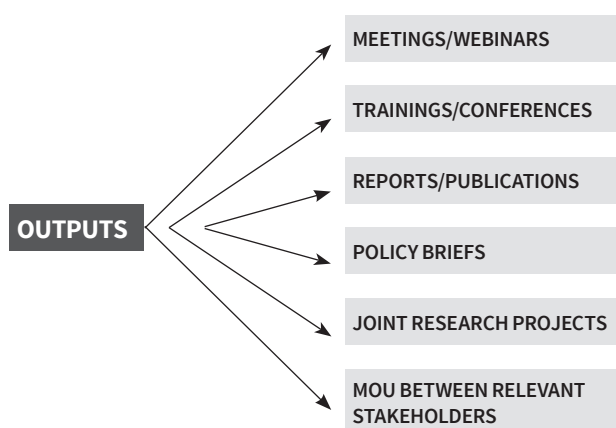 MEETINGS/WEBINARS
TRAININGS/CONFERENCES
REPORTS/PUBLICATIONS
OUTPUTS
POLICY BRIEFS
JOINT RESEARCH PROJECTS
MOU BETWEEN RELEVANT
STAKEHOLDERS